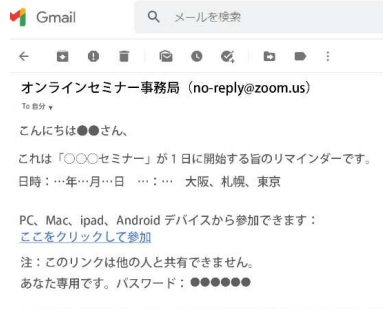 Gmail
メールを検索
オンラインセミナー事務局（no-reply@zoom.us）
To 自分
こんにちは●●さん、
これは「○○○セミナー」が 1 日に開始する旨のリマインダーです。
日時：…年…月…日　…：…　大阪、札幌、東京
PC、Mac、ipad、Android デバイスから参加できます：
ここをクリックして参加
注：このリンクは他の人と共有できません。
あなた専用です。パスワード：●●●●●●